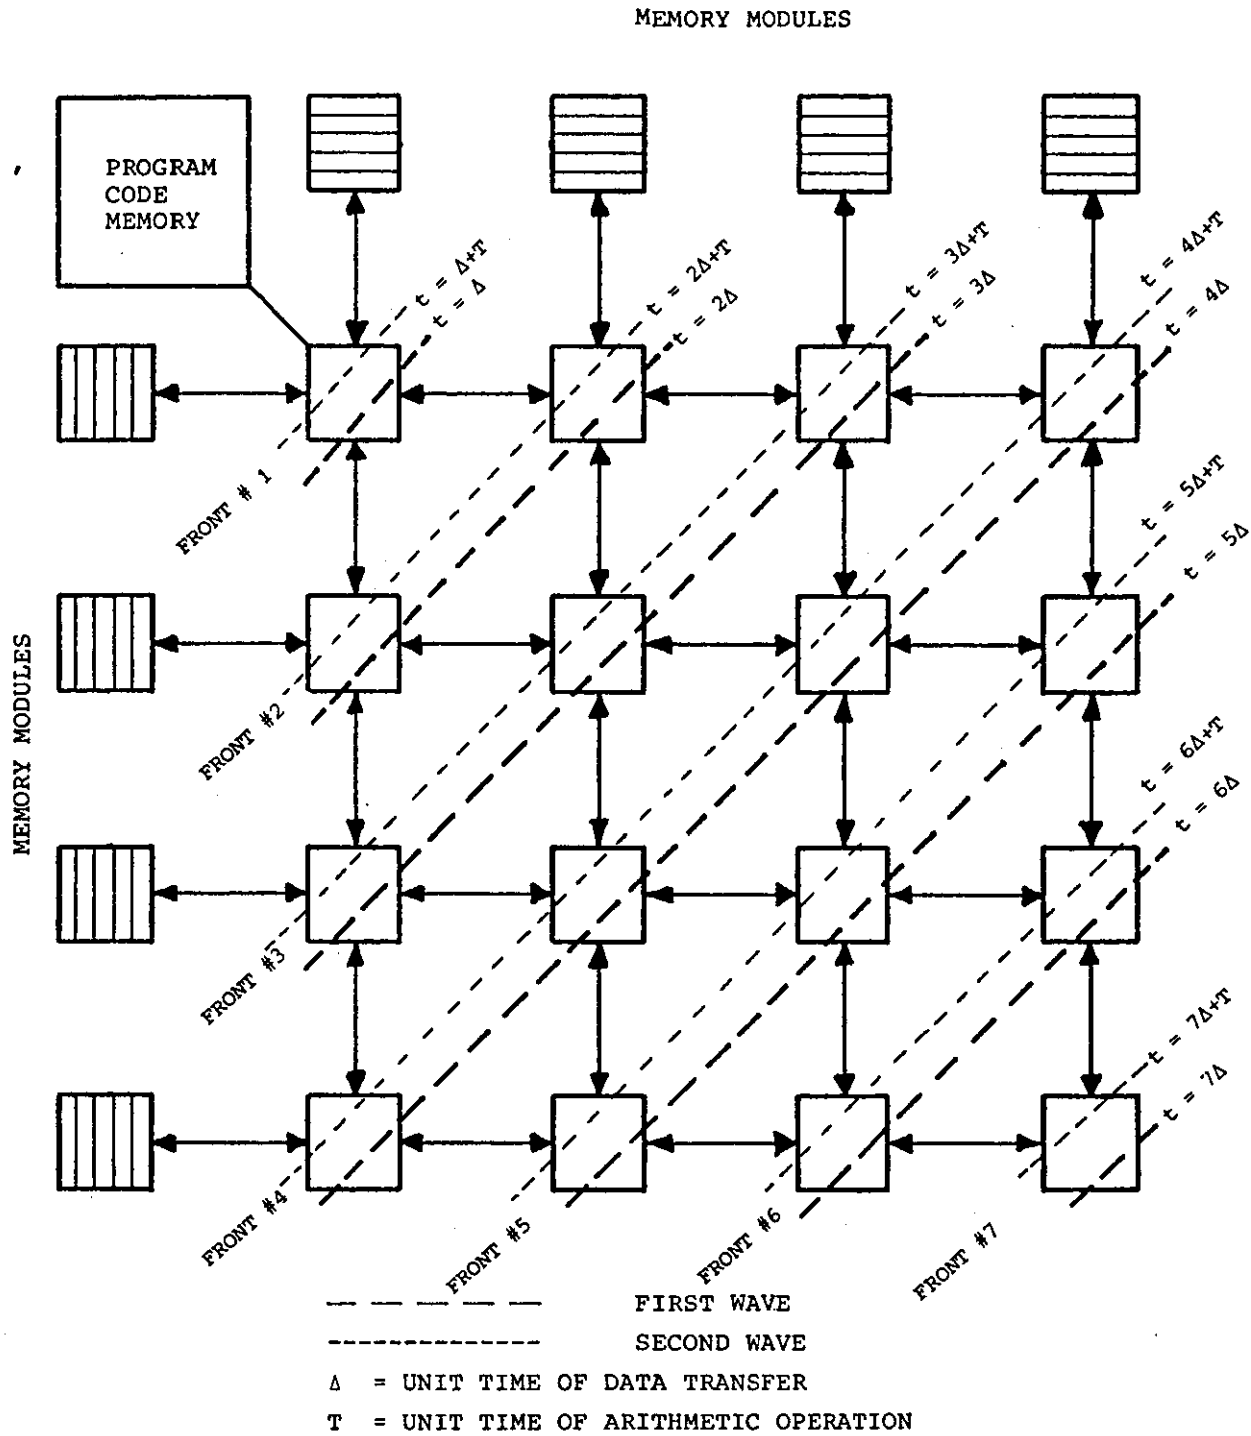 MEMORY MODULES
PROGRAM
CODE
MEMORY
t = Δ+T
t = Δ
t = 2Δ+T
t = 2Δ
t = 3Δ+T
t = 3Δ
t = 4Δ+T
t = 4Δ
FRONT # 1
t = 5Δ+T
t = 5Δ
FRONT #2
MEMORY MODULES
t = 6Δ+T
t = 6Δ
FRONT #3
t = 7Δ+T
t = 7Δ
FRONT #4
FRONT #5
FRONT #6
FRONT #7
FIRST WAVE
SECOND WAVE
Δ = UNIT TIME OF DATA TRANSFER
T = UNIT TIME OF ARITHMETIC OPERATION